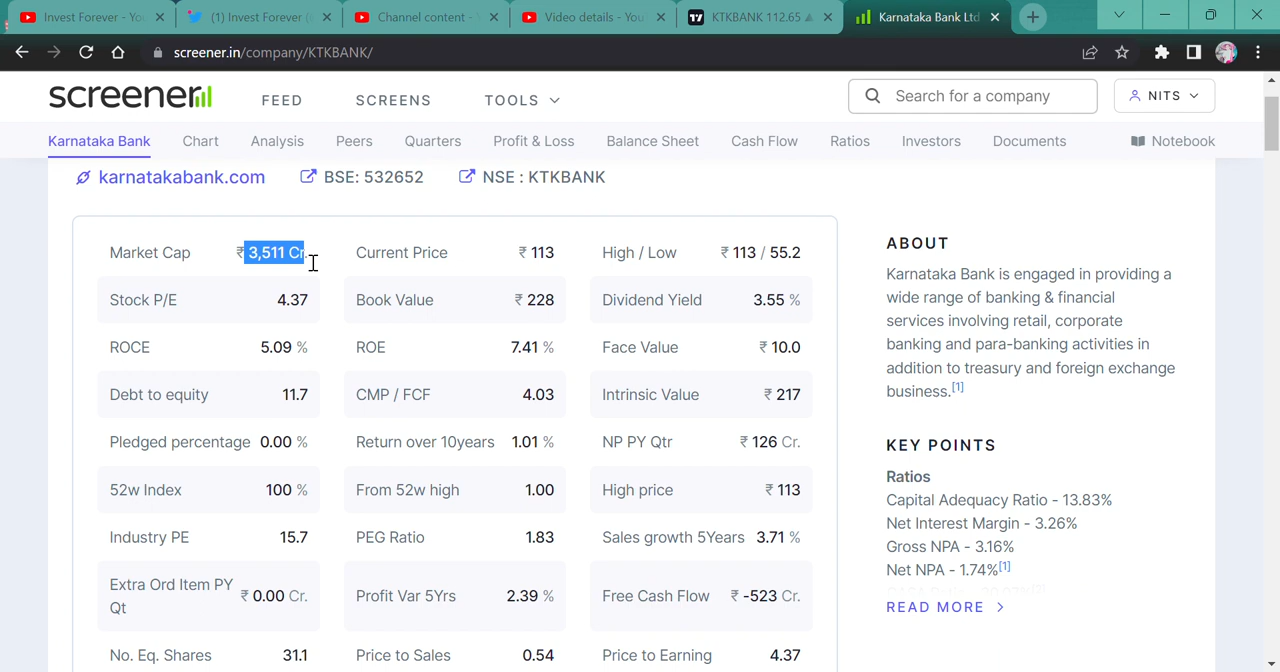 Invest Forever - You
(1) Invest Forever (
Channel content -
Video details - You
KTKBANK 112.65
Karnataka Bank Ltd
screener.in/company/KTKBANK/
screener
FEED
SCREENS
TOOLS
Search for a company
NITS
Karnataka Bank
Chart
Analysis
Peers
Quarters
Profit & Loss
Balance Sheet
Cash Flow
Ratios
Investors
Documents
Notebook
karnatakabank.com
BSE: 532652
NSE : KTKBANK
Market Cap ₹ 3,511 Cr.
Current Price ₹ 113
High / Low ₹ 113 / 55.2
Stock P/E 4.37
Book Value ₹ 228
Dividend Yield 3.55 %
ROCE 5.09 %
ROE 7.41 %
Face Value ₹ 10.0
Debt to equity 11.7
CMP / FCF 4.03
Intrinsic Value ₹ 217
Pledged percentage 0.00 %
Return over 10years 1.01 %
NP PY Qtr ₹ 126 Cr.
52w Index 100 %
From 52w high 1.00
High price ₹ 113
Industry PE 15.7
PEG Ratio 1.83
Sales growth 5Years 3.71 %
Extra Ord Item PY
Qt ₹ 0.00 Cr.
Profit Var 5Yrs 2.39 %
Free Cash Flow ₹ -523 Cr.
No. Eq. Shares 31.1
Price to Sales 0.54
Price to Earning 4.37
ABOUT
Karnataka Bank is engaged in providing a
wide range of banking & financial
services involving retail, corporate
banking and para-banking activities in
addition to treasury and foreign exchange
business.[1]
KEY POINTS
Ratios
Capital Adequacy Ratio - 13.83%
Net Interest Margin - 3.26%
Gross NPA - 3.16%
Net NPA - 1.74%[1]
READ MORE